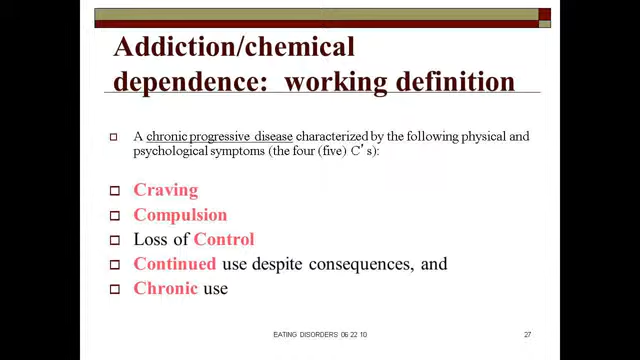 Addiction/chemical
dependence:  working definition
A chronic progressive disease characterized by the following physical and
psychological symptoms (the four (five) C's):
Craving
Compulsion
Loss of Control
Continued use despite consequences, and
Chronic use
EATING DISORDERS 06 22 10
27